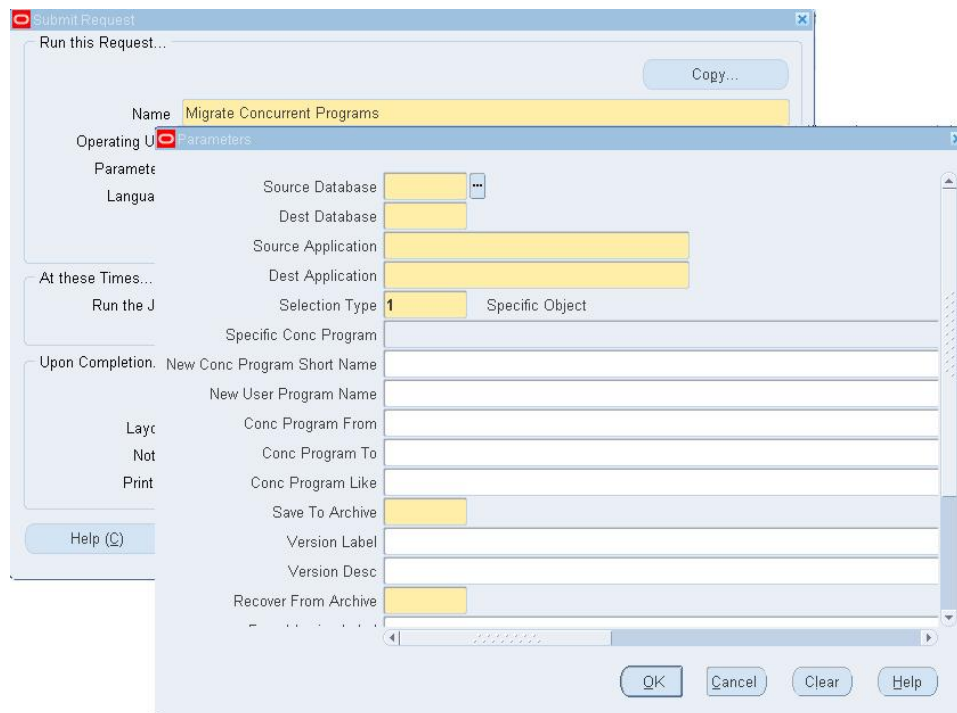 Submit Request
Run this Request...
Copy...
Name Migrate Concurrent Programs
Operating U
Paramete
Langua
At these Times...
Run the J
Upon Completion.
Layo
Not
Print
Help (C)
Parameters
Source Database
Dest Database
Source Application
Dest Application
Selection Type 1 Specific Object
Specific Conc Program
New Conc Program Short Name
New User Program Name
Conc Program From
Conc Program To
Conc Program Like
Save To Archive
Version Label
Version Desc
Recover From Archive
OK Cancel Clear Help